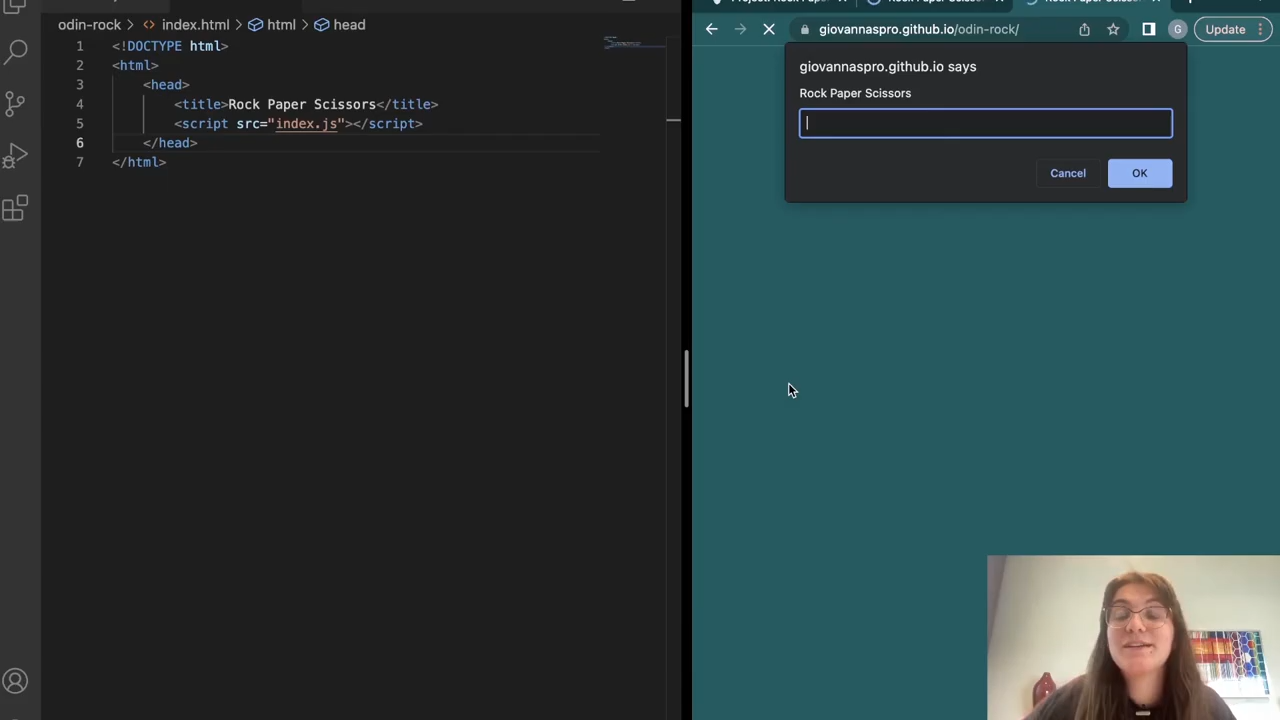 odin-rock > <> index.html > html > head
1 <!DOCTYPE html>
2 <html>
3 <head>
4 <title>Rock Paper Scissors</title>
5 <script src="index.js"></script>
6 </head>
7 </html>
giovannaspro.github.io/odin-rock/
G
Update
giovannaspro.github.io says
Rock Paper Scissors
Cancel
OK